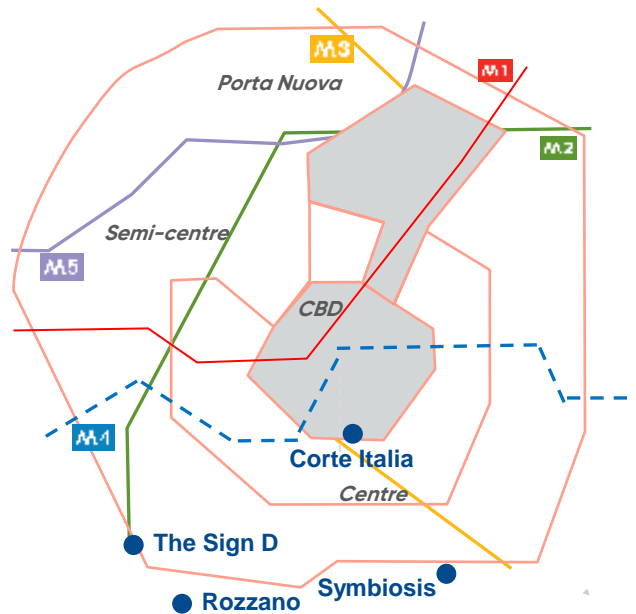 M3
M1
Porta Nuova
M2
Semi-centre
M5
CBD
M4
Corte Italia
Centre
The Sign D
Symbiosis
Rozzano